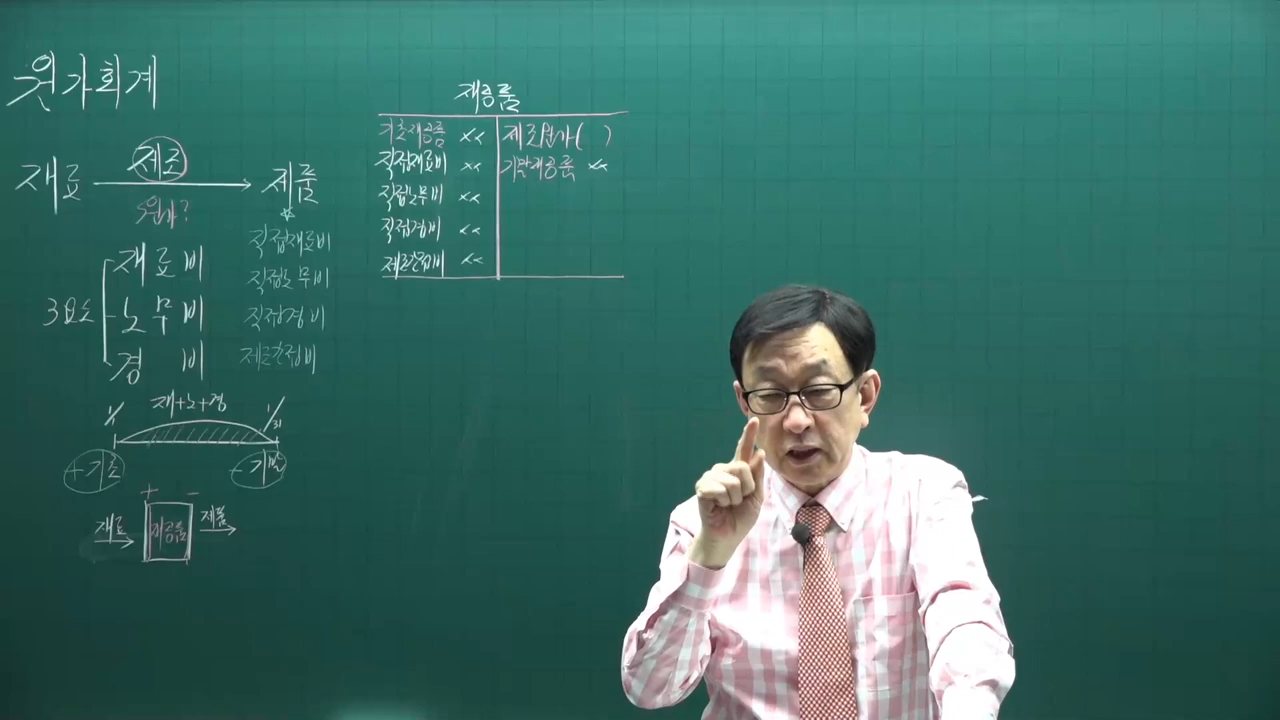 원가회계
재료 제조 제품
원가?
3요소
재료비
노무비
경 비
직접재료비
직접노무비
직접경비
제조간접비
1/1 재+노+경 1/31
+기초 -기말
+ -
재료 재공품 제품
재공품
기초재공품 ×× 제조원가( )
직접재료비 ×× 기말재공품 ××
직접노무비 ××
직접경비 ××
제조간접비 ××